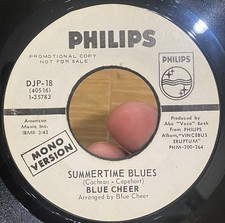 PHILIPS
PROMOTIONAL COPY
NOT FOR SALE
DJP-18
(40516)
1-35783
PHILIPS
American
Music Inc.
(BMI) 3:43
MONO
VERSION
Produced by
Abe "Voco" Kesh
From PHILIPS
ALBUM, "VINCEBUS
ERUPTUM"
PHM-200-264
SUMMERTIME BLUES
(Cochran - Capehart)
BLUE CHEER
Arranged by Blue Cheer